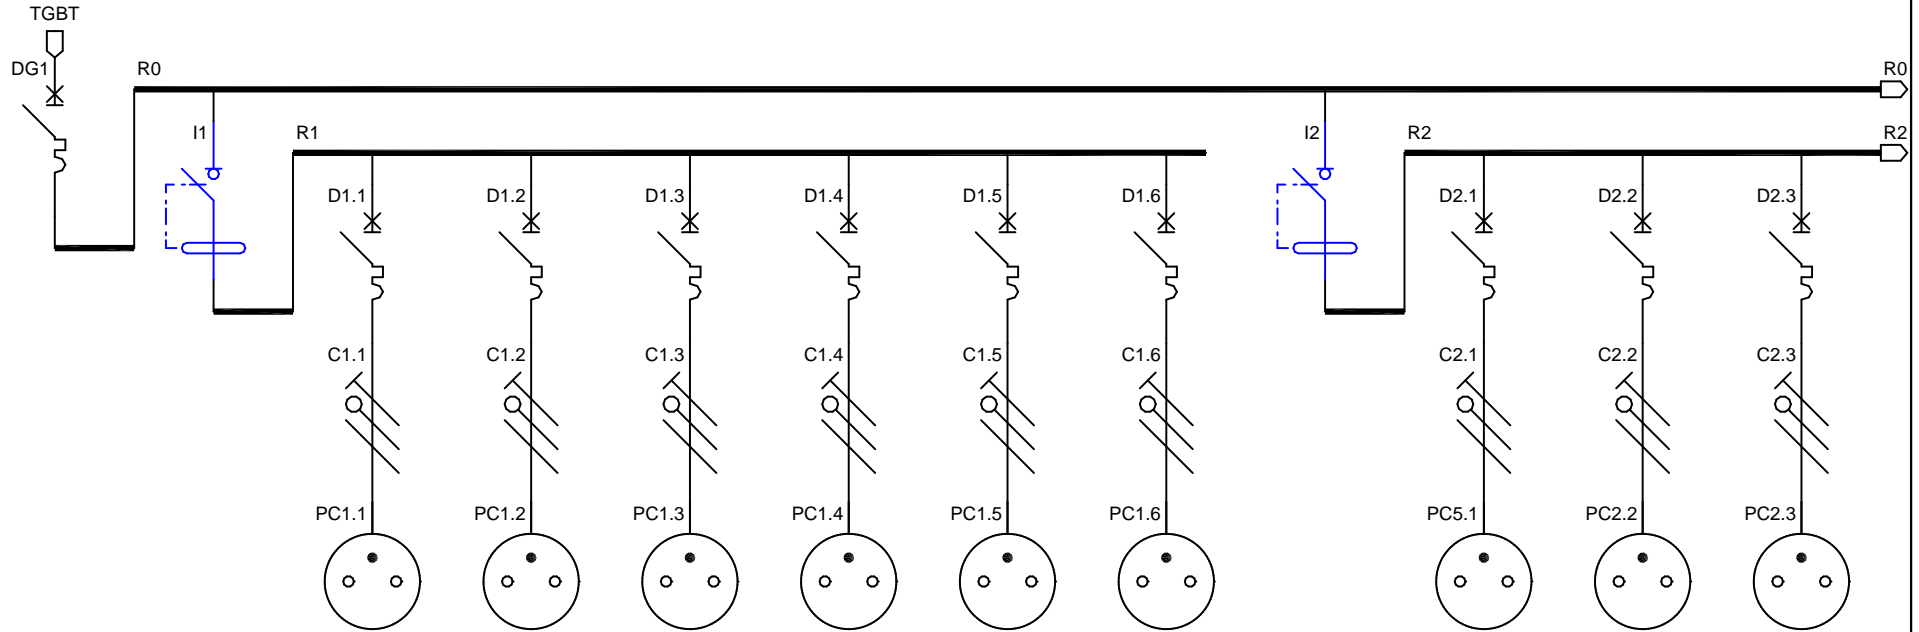 TGBT
DG1
R0
R0
I1
R1
I2
R2
R2
D1.1
D1.2
D1.3
D1.4
D1.5
D1.6
D2.1
D2.2
D2.3
C1.1
C1.2
C1.3
C1.4
C1.5
C1.6
C2.1
C2.2
C2.3
PC1.1
PC1.2
PC1.3
PC1.4
PC1.5
PC1.6
PC5.1
PC2.2
PC2.3